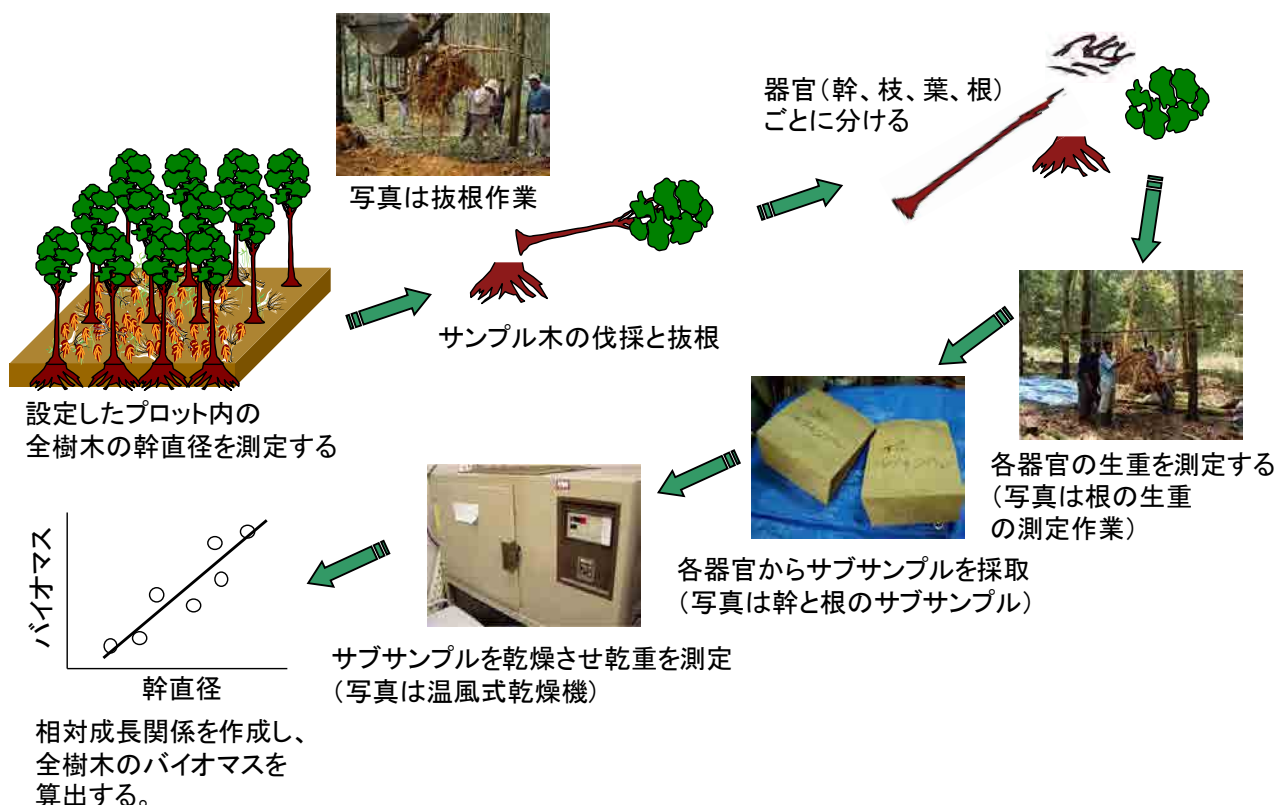 写真は抜根作業
器官（幹、枝、葉、根）
ごとに分ける
サンプル木の伐採と抜根
設定したプロット内の
全樹木の幹直径を測定する
各器官の生重を測定する
（写真は根の生重
の測定作業）
各器官からサブサンプルを採取
（写真は幹と根のサブサンプル）
サブサンプルを乾燥させ乾重を測定
（写真は温風式乾燥機）
バイオマス
幹直径
相対成長関係を作成し、
全樹木のバイオマスを
算出する。